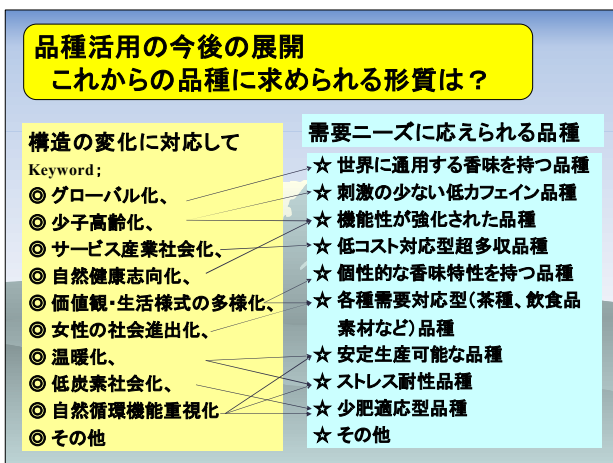 品種活用の今後の展開
これからの品種に求められる形質は？
構造の変化に対応して
Keyword；
◎ グローバル化、
◎ 少子高齢化、
◎ サービス産業社会化、
◎ 自然健康志向化、
◎ 価値観・生活様式の多様化、
◎ 女性の社会進出化、
◎ 温暖化、
◎ 低炭素社会化、
◎ 自然循環機能重視化
◎ その他
需要ニーズに応えられる品種
☆ 世界に通用する香味を持つ品種
☆ 刺激の少ない低カフェイン品種
☆ 機能性が強化された品種
☆ 低コスト対応型超多収品種
☆ 個性的な香味特性を持つ品種
☆ 各種需要対応型（茶種、飲食品
素材など）品種
☆ 安定生産可能な品種
☆ ストレス耐性品種
☆ 少肥適応型品種
☆ その他